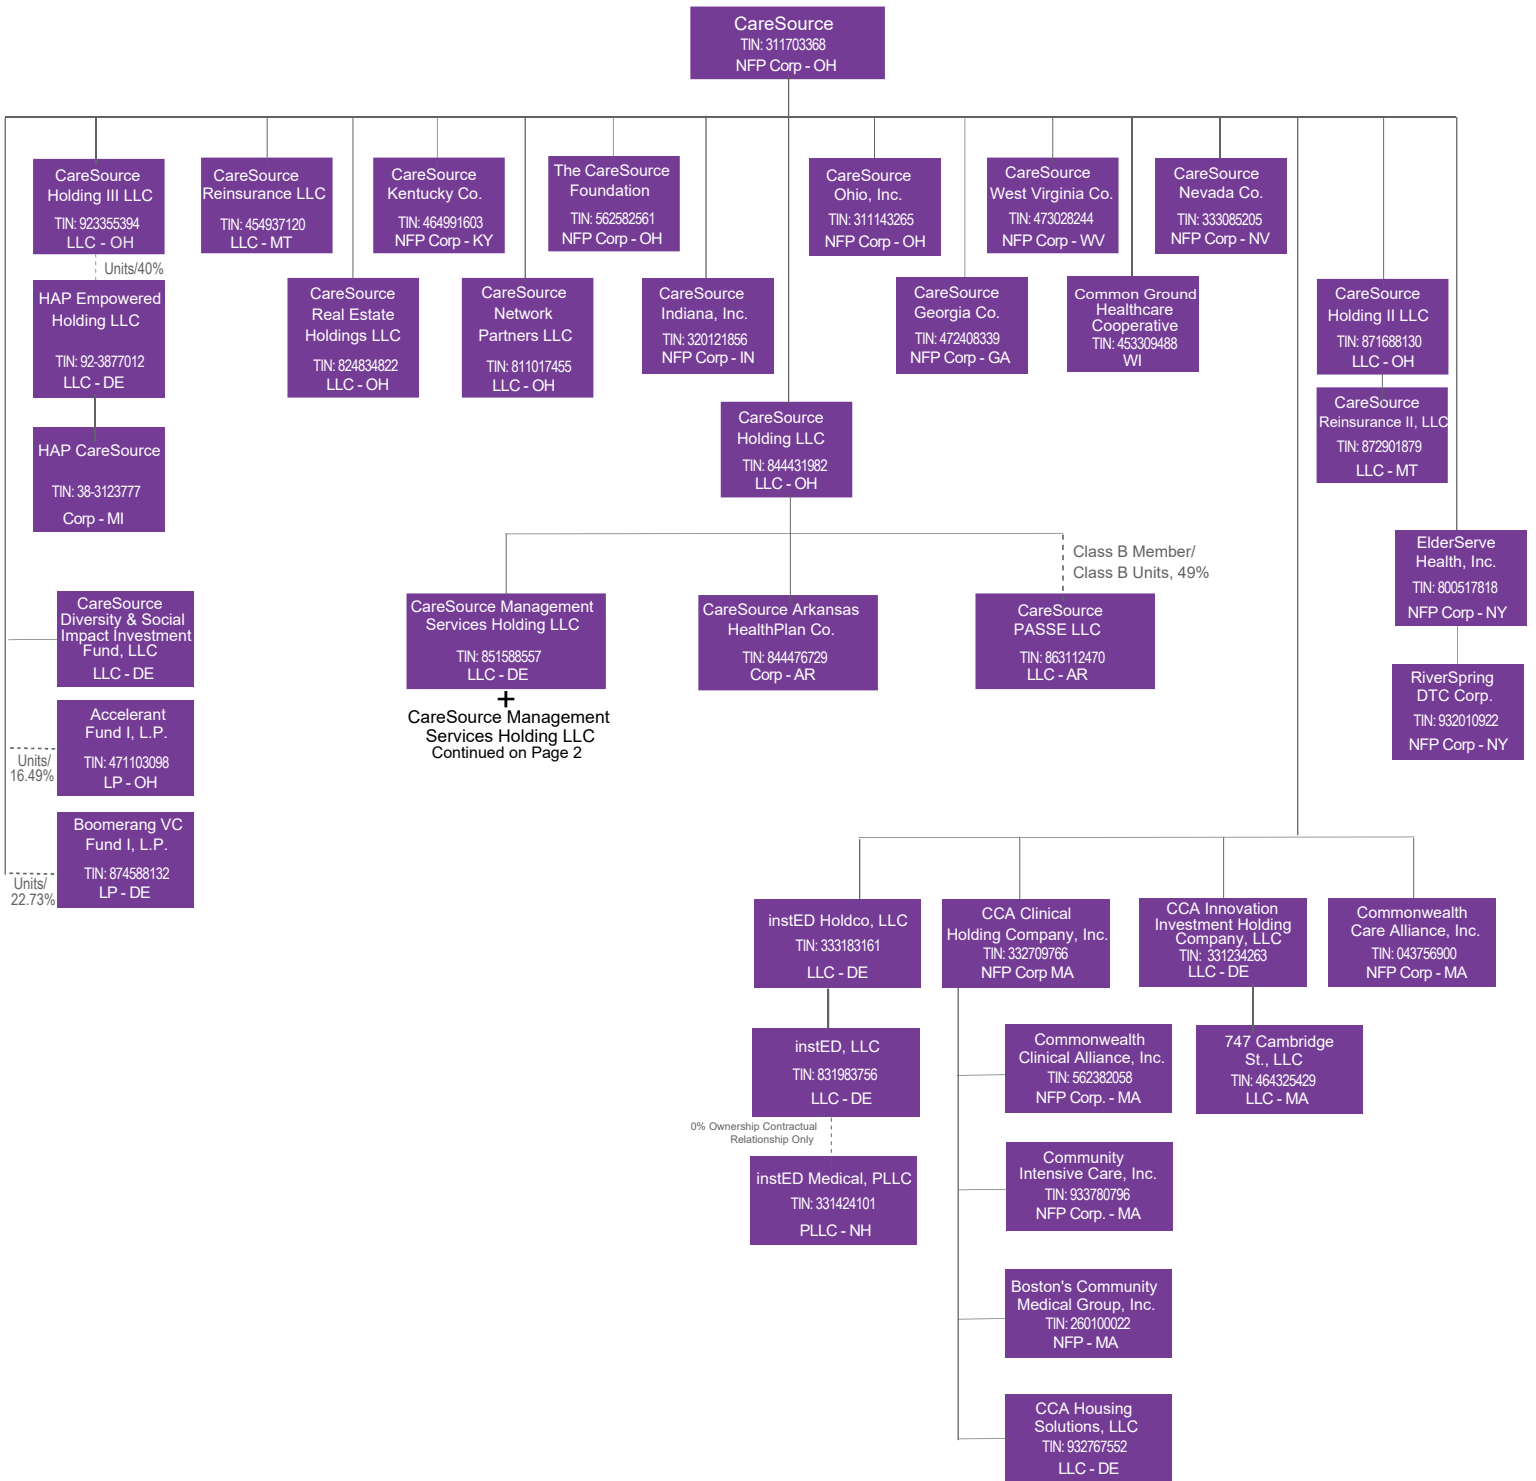 CareSource
TIN: 311703368
NFP Corp - OH
CareSource
Holding III LLC
TIN: 923355394
LLC - OH
Units/40%
HAP Empowered
Holding LLC
TIN: 92-3877012
LLC - DE
HAP CareSource
TIN: 38-3123777
Corp - MI
CareSource
Reinsurance LLC
TIN: 454937120
LLC - MT
CareSource
Real Estate
Holdings LLC
TIN: 824834822
LLC - OH
CareSource
Kentucky Co.
TIN: 464991603
NFP Corp - KY
CareSource
Network
Partners LLC
TIN: 811017455
LLC - OH
The CareSource
Foundation
TIN: 562582561
NFP Corp - OH
CareSource
Indiana, Inc.
TIN: 320121856
NFP Corp - IN
CareSource
Ohio, Inc.
TIN: 311143265
NFP Corp - OH
CareSource
Georgia Co.
TIN: 472408339
NFP Corp - GA
CareSource
West Virginia Co.
TIN: 473028244
NFP Corp - WV
Common Ground
Healthcare
Cooperative
TIN: 453309488
WI
CareSource
Nevada Co.
TIN: 333085205
NFP Corp - NV
CareSource
Holding II LLC
TIN: 871688130
LLC - OH
CareSource
Reinsurance II, LLC
TIN: 872901879
LLC - MT
CareSource
Holding LLC
TIN: 844431982
LLC - OH
Class B Member/
Class B Units, 49%
CareSource Management
Services Holding LLC
TIN: 851588557
LLC - DE
+
CareSource Management
Services Holding LLC
Continued on Page 2
CareSource Arkansas
HealthPlan Co.
TIN: 844476729
Corp - AR
CareSource
PASSE LLC
TIN: 863112470
LLC - AR
ElderServe
Health, Inc.
TIN: 800517818
NFP Corp - NY
RiverSpring
DTC Corp.
TIN: 932010922
NFP Corp - NY
CareSource
Diversity & Social
Impact Investment
Fund, LLC
LLC - DE
Accelerant
Fund I, L.P.
TIN: 471103098
LP - OH
Units/
16.49%
Boomerang VC
Fund I, L.P.
TIN: 874588132
LP - DE
Units/
22.73%
instED Holdco, LLC
TIN: 333183161
LLC - DE
instED, LLC
TIN: 831983756
LLC - DE
0% Ownership Contractual
Relationship Only
instED Medical, PLLC
TIN: 331424101
PLLC - NH
CCA Clinical
Holding Company, Inc.
TIN: 332709766
NFP Corp MA
Commonwealth
Clinical Alliance, Inc.
TIN: 562382058
NFP Corp. - MA
Community
Intensive Care, Inc.
TIN: 933780796
NFP Corp. - MA
Boston's Community
Medical Group, Inc.
TIN: 260100022
NFP - MA
CCA Housing
Solutions, LLC
TIN: 932767552
LLC - DE
CCA Innovation
Investment Holding
Company, LLC
TIN: 331234263
LLC - DE
747 Cambridge
St., LLC
TIN: 464325429
LLC - MA
Commonwealth
Care Alliance, Inc.
TIN: 043756900
NFP Corp - MA